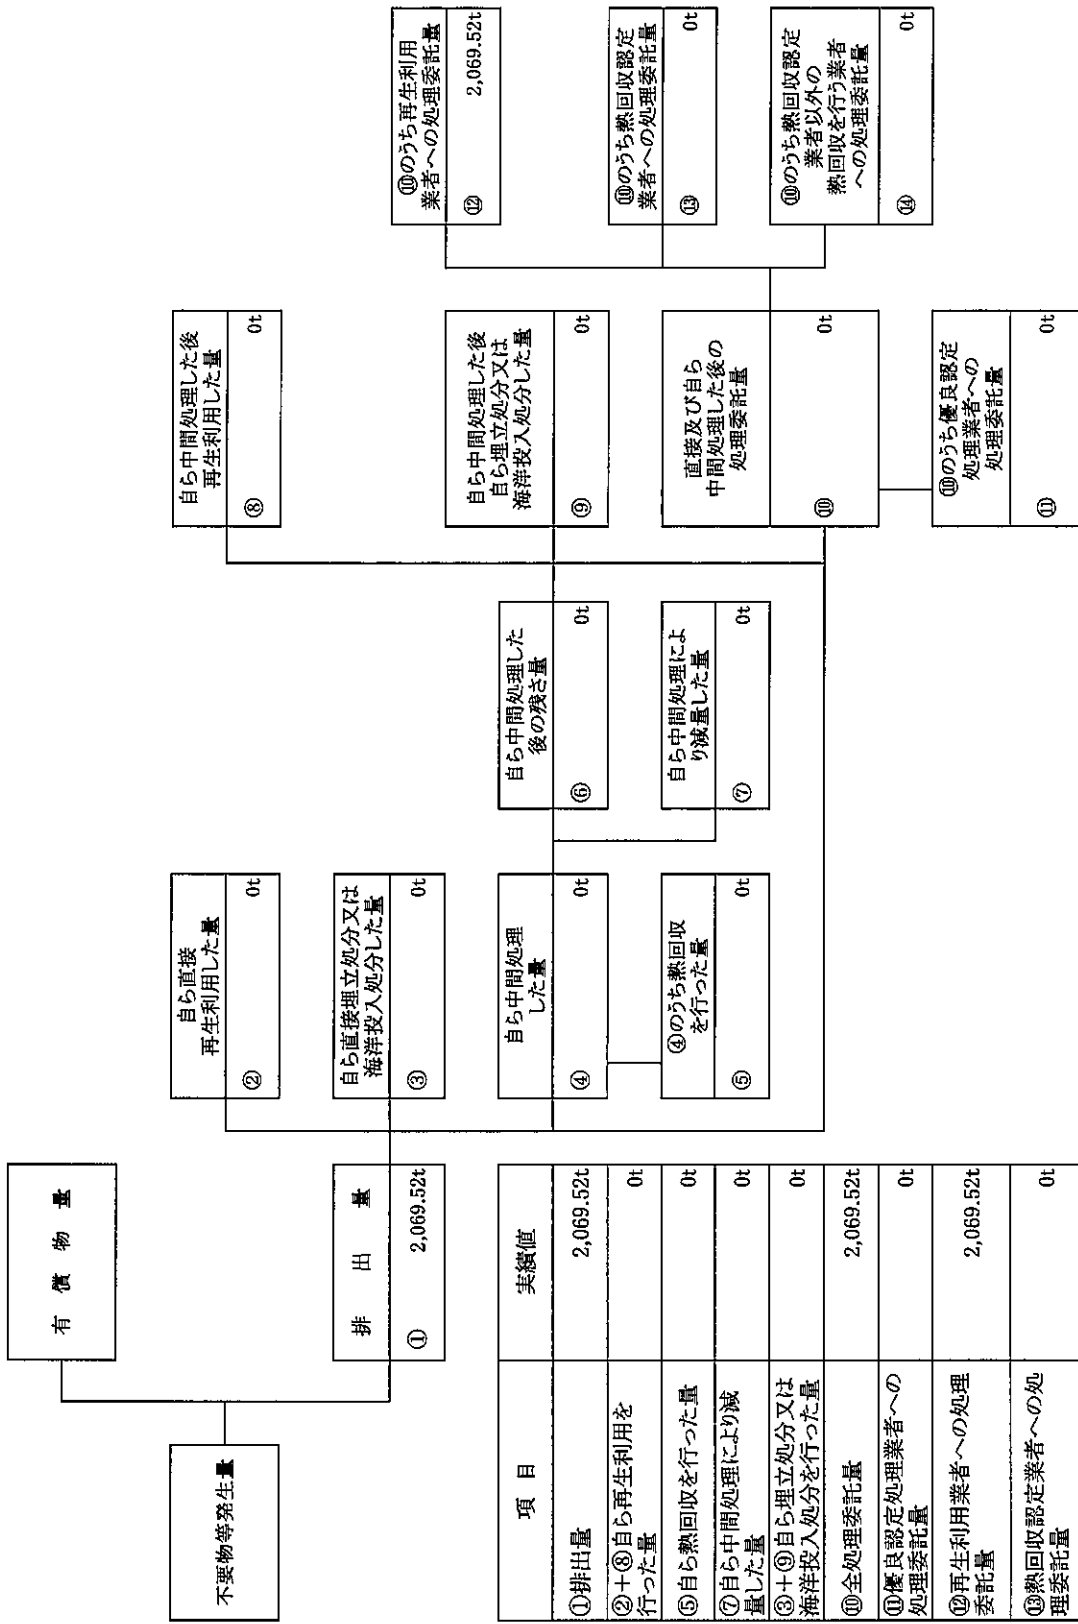 有 償 物 量
不要物等発生量
排 出 量
① 2,069.52t
自ら直接
再生利用した量
② 0t
自ら直接埋立処分又は
海洋投入処分した量
③ 0t
自ら中間処理
した量
④ 0t
④のうち熱回収
を行った量
⑤ 0t
自ら中間処理した
後の残さ量
⑥ 0t
自ら中間処理によ
り減量した量
⑦ 0t
自ら中間処理した後
再生利用した量
⑧ 0t
自ら中間処理した後
自ら埋立処分又は
海洋投入処分した量
⑨ 0t
直接及び自ら
中間処理した後の
処理委託量
⑩ 0t
⑩のうち優良認定
処理業者への
処理委託量
⑪ 0t
⑩のうち再生利用
業者への処理委託量
⑫ 2,069.52t
⑩のうち熱回収認定
業者への処理委託量
⑬ 0t
⑩のうち熱回収認定
業者以外の
熱回収を行う業者
への処理委託量
⑭ 0t
項 目 実績値
①排出量 2,069.52t
②+⑧自ら再生利用を
行った量 0t
⑤自ら熱回収を行った量 0t
⑦自ら中間処理により減
量した量 0t
③+⑨自ら埋立処分又は
海洋投入処分を行った量 0t
⑩全処理委託量 2,069.52t
⑪優良認定処理業者への
処理委託量 0t
⑫再生利用業者への処理
委託量 2,069.52t
⑬熱回収認定業者への処
理委託量 0t